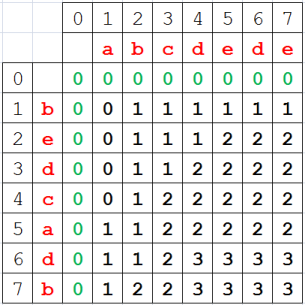 0 1 2 3 4 5 6 7
a b c d e d e
0 0 0 0 0 0 0 0 0
1 b 0 0 1 1 1 1 1 1
2 e 0 0 1 1 1 2 2 2
3 d 0 0 1 1 2 2 2 2
4 c 0 0 1 2 2 2 2 2
5 a 0 1 1 2 2 2 2 2
6 d 0 1 1 2 3 3 3 3
7 b 0 1 2 2 3 3 3 3